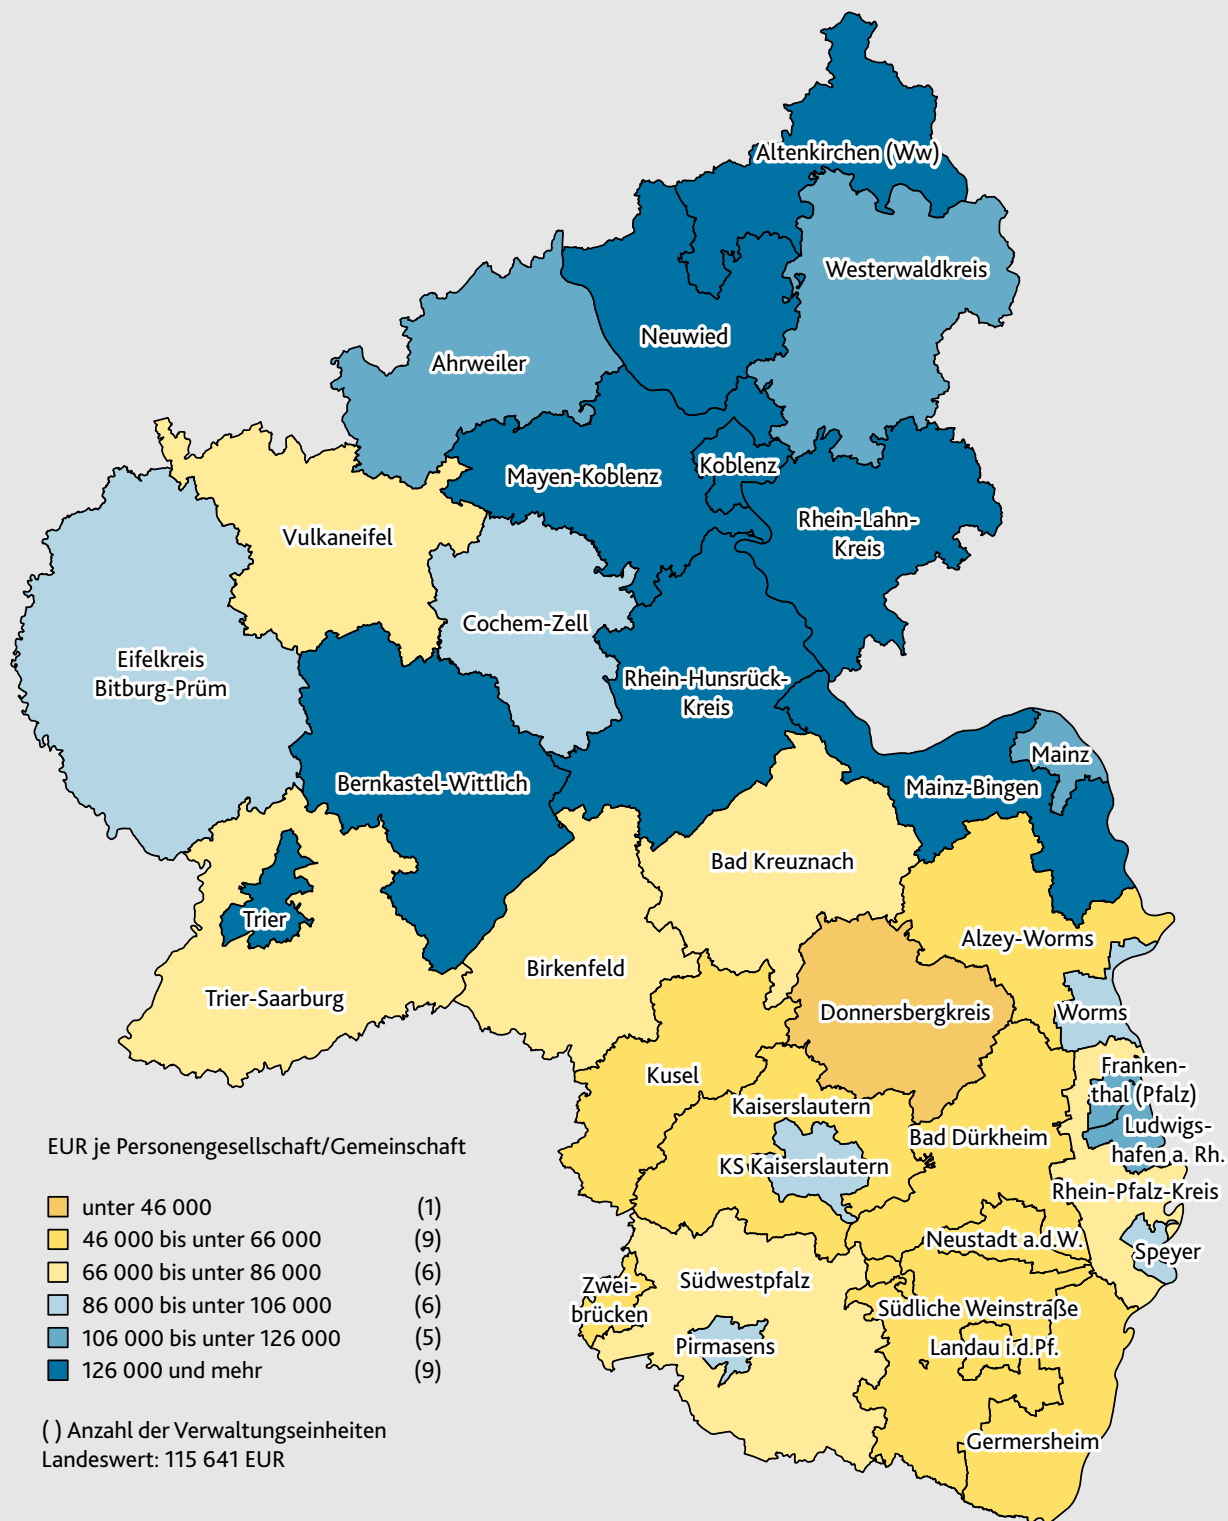 Altenkirchen (Ww)
Westerwaldkreis
Neuwied
Ahrweiler
Koblenz
Mayen-Koblenz
Rhein-Lahn-
Kreis
Vulkaneifel
Cochem-Zell
Eifelkreis
Bitburg-Prüm
Rhein-Hunsrück-
Kreis
Mainz
Bernkastel-Wittlich
Mainz-Bingen
Bad Kreuznach
Trier
Alzey-Worms
Birkenfeld
Trier-Saarburg
Donnersbergkreis
Worms
Kusel
Franken-
thal (Pfalz)
Kaiserslautern
Ludwigs-
hafen a. Rh.
Bad Dürkheim
KS Kaiserslautern
Rhein-Pfalz-Kreis
Neustadt a.d.W.
Speyer
Zwei-
brücken
Südwestpfalz
Südliche Weinstraße
Pirmasens
Landau i.d.Pf.
Germersheim
EUR je Personengesellschaft/Gemeinschaft
unter 46 000 (1)
46 000 bis unter 66 000 (9)
66 000 bis unter 86 000 (6)
86 000 bis unter 106 000 (6)
106 000 bis unter 126 000 (5)
126 000 und mehr (9)
( ) Anzahl der Verwaltungseinheiten
Landeswert: 115 641 EUR